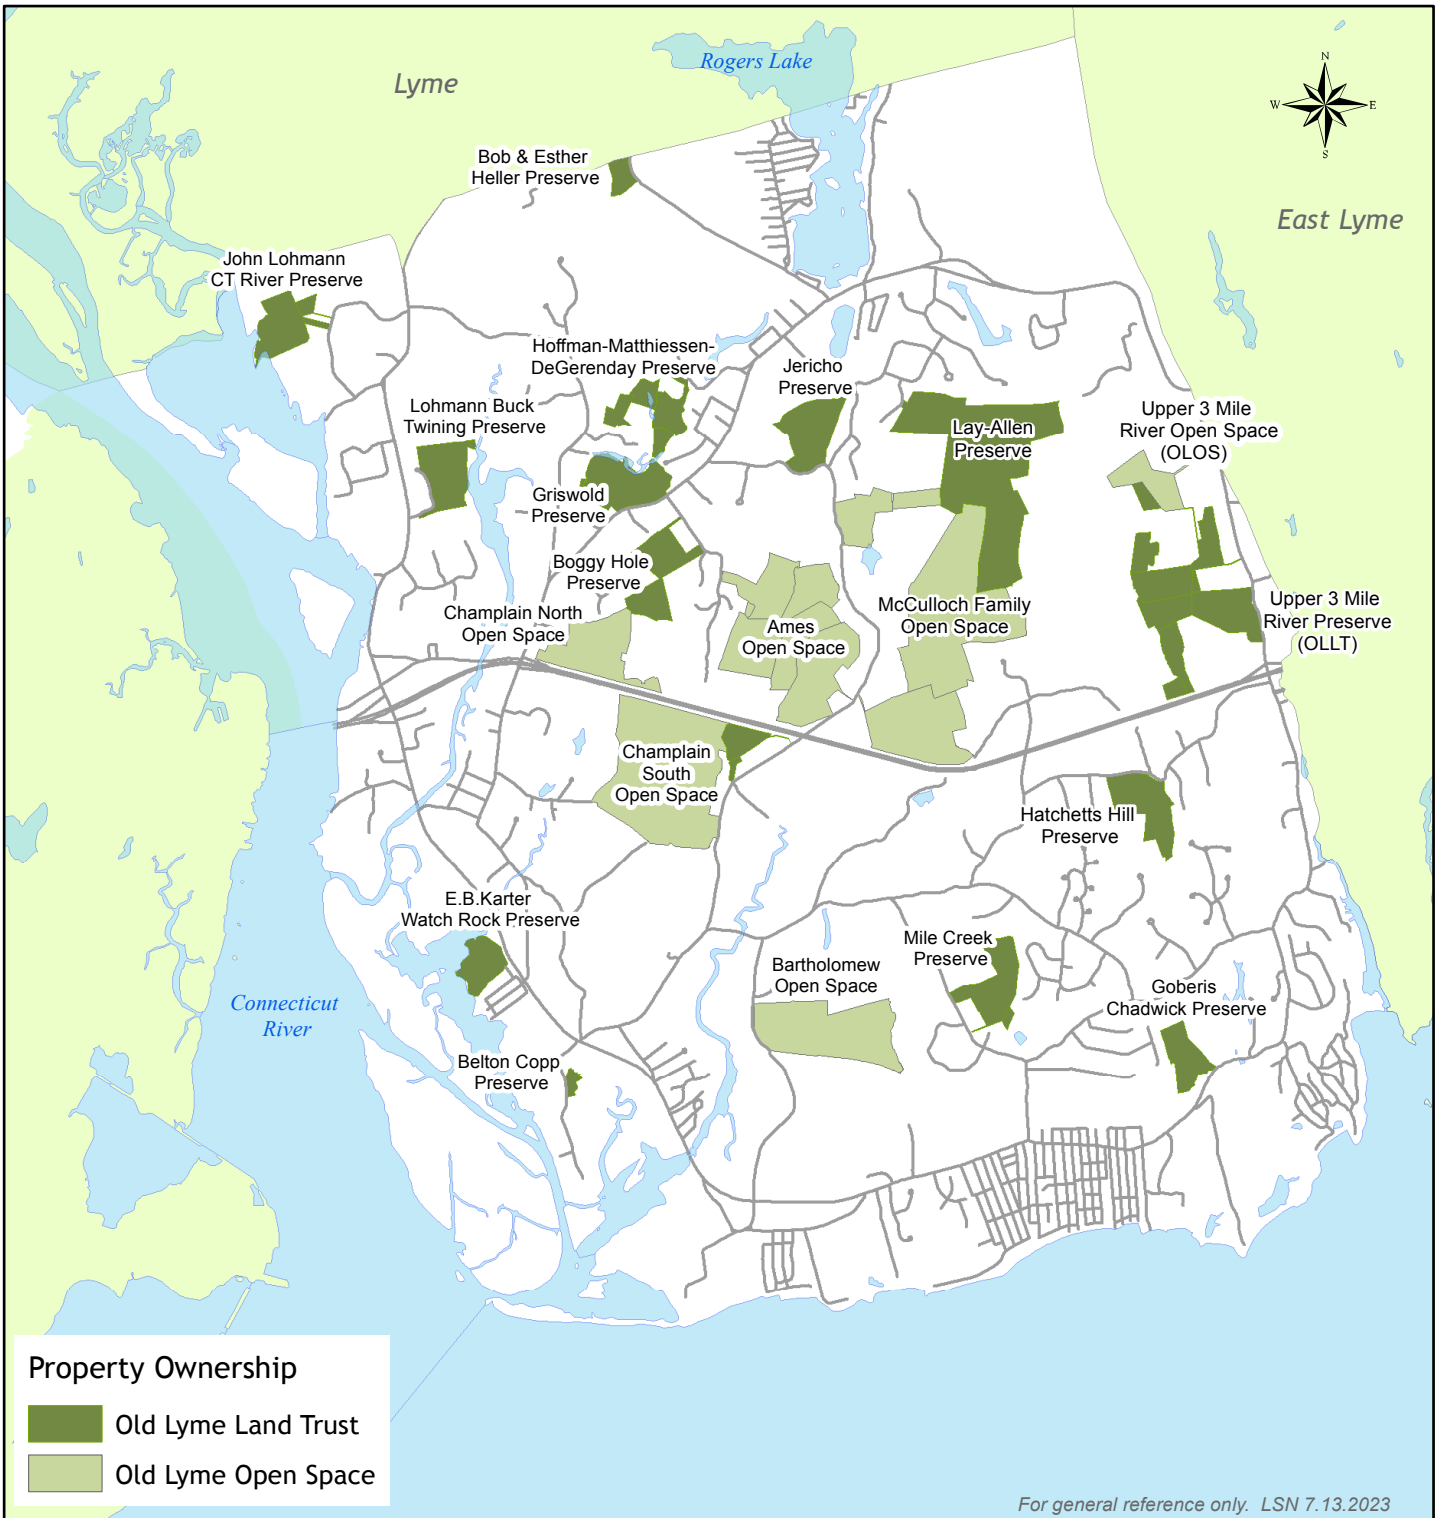 Rogers Lake
Lyme
N
W
E
S
Bob & Esther
Heller Preserve
East Lyme
John Lohmann
CT River Preserve
Hoffman-Matthiessen-
DeGerenday Preserve
Jericho
Preserve
Lohmann Buck
Twining Preserve
Lay-Allen
Preserve
Upper 3 Mile
River Open Space
(OLOS)
Griswold
Preserve
Boggy Hole
Preserve
Champlain North
Open Space
Ames
Open Space
McCulloch Family
Open Space
Upper 3 Mile
River Preserve
(OLLT)
Champlain
South
Open Space
Hatchetts Hill
Preserve
E.B.Karter
Watch Rock Preserve
Mile Creek
Preserve
Bartholomew
Open Space
Goberis
Chadwick Preserve
Connecticut
River
Belton Copp
Preserve
Property Ownership
Old Lyme Land Trust
Old Lyme Open Space
For general reference only. LSN 7.13.2023